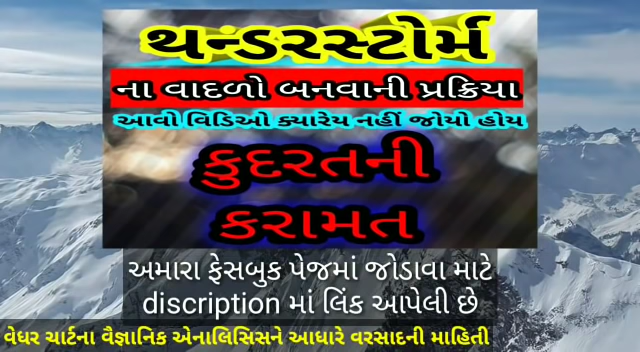 થન્ડરસ્ટોર્મ
ના વાદળો બનવાની પ્રક્રિયા
આવો વિડિઓ ક્યારેય નહીં જોયો હોય
કુદરતની
કરામત
અમારા ફેસબુક પેજમાં જોડાવા માટે
discription માં લિંક આપેલી છે
વેધર ચાર્ટના વૈજ્ઞાનિક એનાલિસિસને આધારે વરસાદની માહિતી